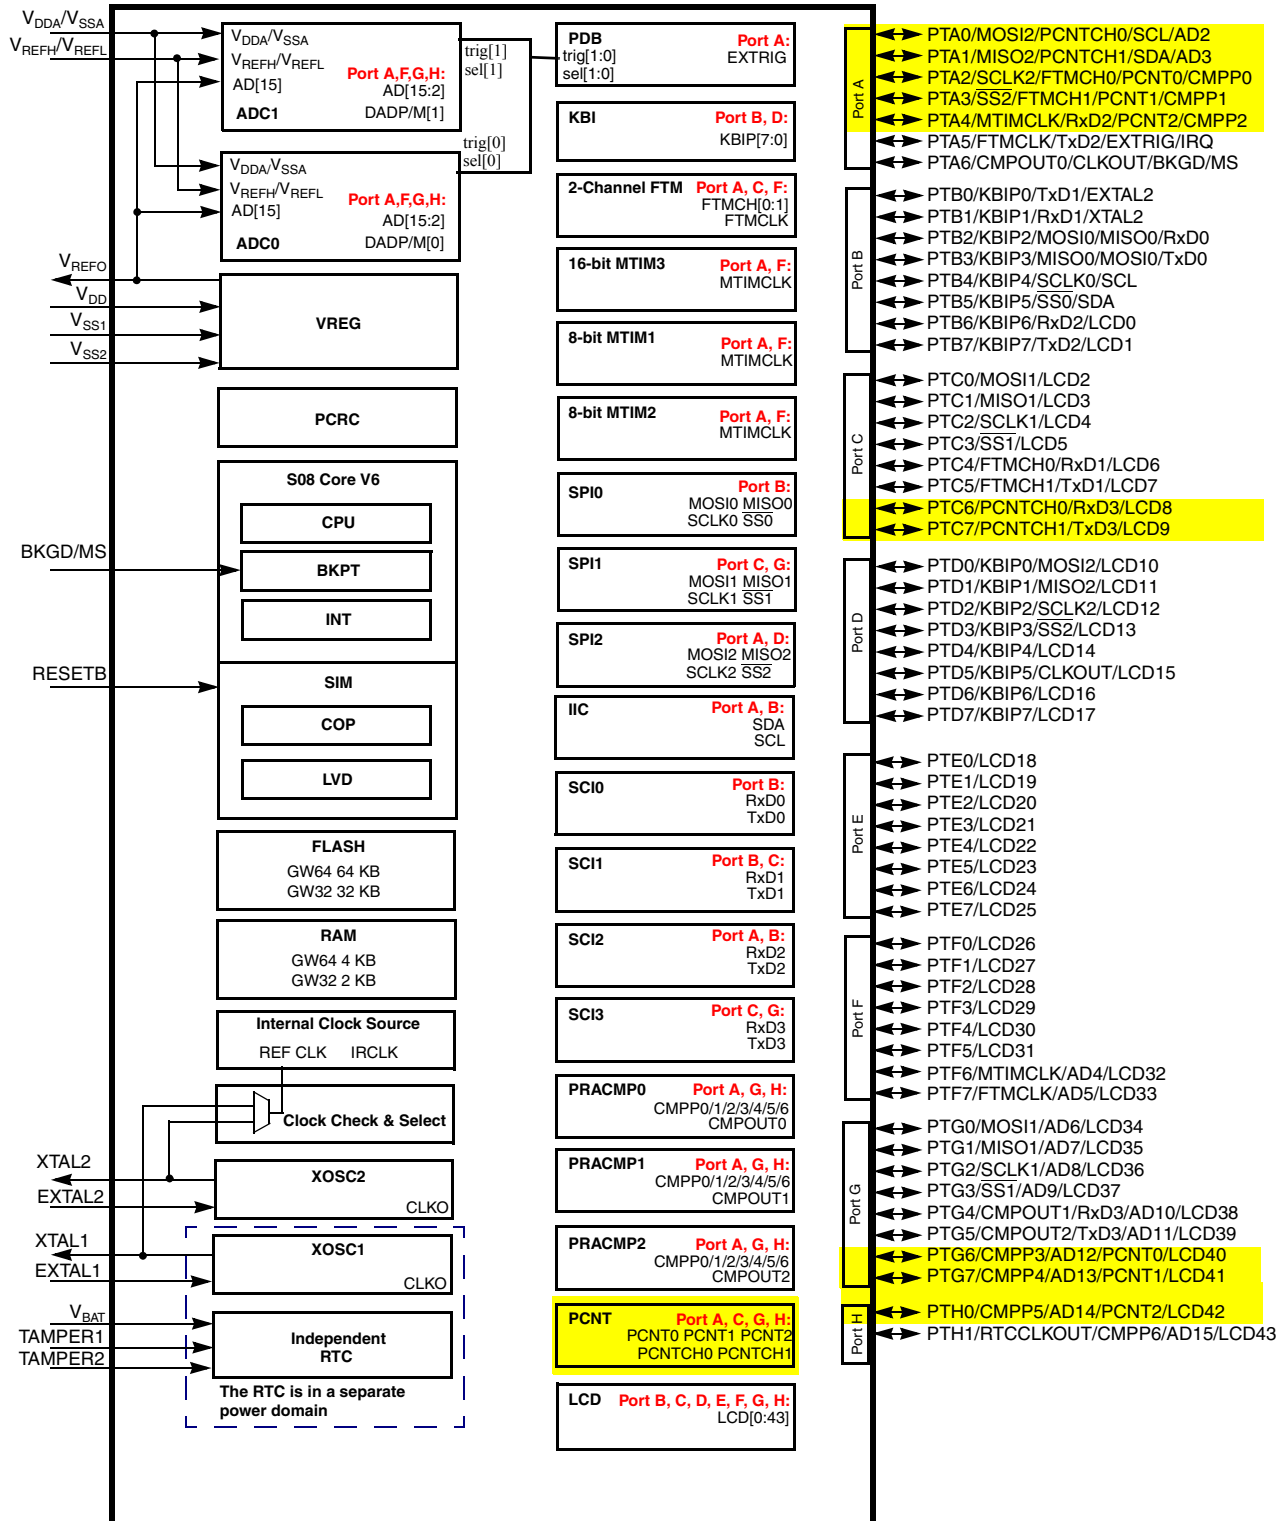 VDDA/VSSA
VREFH/VREFL
VREFO
VDD
VSS1
VSS2
BKGD/MS
RESETB
XTAL2
EXTAL2
XTAL1
EXTAL1
VBAT
TAMPER1
TAMPER2
VDDA/VSSA
VREFH/VREFL
Port A,F,G,H:
AD[15]
AD[15:2]
ADC1
DADP/M[1]
trig[1]
sel[1]
trig[0]
sel[0]
VDDA/VSSA
VREFH/VREFL
Port A,F,G,H:
AD[15]
AD[15:2]
ADC0
DADP/M[0]
VREG
PCRC
S08 Core V6
CPU
BKPT
INT
SIM
COP
LVD
FLASH
GW64 64 KB
GW32 32 KB
RAM
GW64 4 KB
GW32 2 KB
Internal Clock Source
REF CLK IRCLK
Clock Check & Select
XOSC2
CLKO
XOSC1
CLKO
Independent
RTC
The RTC is in a separate
power domain
PDB Port A:
trig[1:0] EXTRIG
sel[1:0]
KBI Port B, D:
KBIP[7:0]
2-Channel FTM Port A, C, F:
FTMCH[0:1]
FTMCLK
16-bit MTIM3 Port A, F:
MTIMCLK
8-bit MTIM1 Port A, F:
MTIMCLK
8-bit MTIM2 Port A, F:
MTIMCLK
SPI0 Port B:
MOSI0 MISO0
SCLK0 SS0
SPI1 Port C, G:
MOSI1 MISO1
SCLK1 SS1
SPI2 Port A, D:
MOSI2 MISO2
SCLK2 SS2
IIC Port A, B:
SDA
SCL
SCI0 Port B:
RxD0
TxD0
SCI1 Port B, C:
RxD1
TxD1
SCI2 Port A, B:
RxD2
TxD2
SCI3 Port C, G:
RxD3
TxD3
PRACMP0 Port A, G, H:
CMPP0/1/2/3/4/5/6
CMPOUT0
PRACMP1 Port A, G, H:
CMPP0/1/2/3/4/5/6
CMPOUT1
PRACMP2 Port A, G, H:
CMPP0/1/2/3/4/5/6
CMPOUT2
PCNT Port A, C, G, H:
PCNT0 PCNT1 PCNT2
PCNTCH0 PCNTCH1
LCD Port B, C, D, E, F, G, H:
LCD[0:43]
Port A
PTA0/MOSI2/PCNTCH0/SCL/AD2
PTA1/MISO2/PCNTCH1/SDA/AD3
PTA2/SCLK2/FTMCH0/PCNT0/CMPP0
PTA3/SS2/FTMCH1/PCNT1/CMPP1
PTA4/MTIMCLK/RxD2/PCNT2/CMPP2
PTA5/FTMCLK/TxD2/EXTRIG/IRQ
PTA6/CMPOUT0/CLKOUT/BKGD/MS
Port B
PTB0/KBIP0/TxD1/EXTAL2
PTB1/KBIP1/RxD1/XTAL2
PTB2/KBIP2/MOSI0/MISO0/RxD0
PTB3/KBIP3/MISO0/MOSI0/TxD0
PTB4/KBIP4/SCLK0/SCL
PTB5/KBIP5/SS0/SDA
PTB6/KBIP6/RxD2/LCD0
PTB7/KBIP7/TxD2/LCD1
Port C
PTC0/MOSI1/LCD2
PTC1/MISO1/LCD3
PTC2/SCLK1/LCD4
PTC3/SS1/LCD5
PTC4/FTMCH0/RxD1/LCD6
PTC5/FTMCH1/TxD1/LCD7
PTC6/PCNTCH0/RxD3/LCD8
PTC7/PCNTCH1/TxD3/LCD9
Port D
PTD0/KBIP0/MOSI2/LCD10
PTD1/KBIP1/MISO2/LCD11
PTD2/KBIP2/SCLK2/LCD12
PTD3/KBIP3/SS2/LCD13
PTD4/KBIP4/LCD14
PTD5/KBIP5/CLKOUT/LCD15
PTD6/KBIP6/LCD16
PTD7/KBIP7/LCD17
Port E
PTE0/LCD18
PTE1/LCD19
PTE2/LCD20
PTE3/LCD21
PTE4/LCD22
PTE5/LCD23
PTE6/LCD24
PTE7/LCD25
Port F
PTF0/LCD26
PTF1/LCD27
PTF2/LCD28
PTF3/LCD29
PTF4/LCD30
PTF5/LCD31
PTF6/MTIMCLK/AD4/LCD32
PTF7/FTMCLK/AD5/LCD33
Port G
PTG0/MOSI1/AD6/LCD34
PTG1/MISO1/AD7/LCD35
PTG2/SCLK1/AD8/LCD36
PTG3/SS1/AD9/LCD37
PTG4/CMPOUT1/RxD3/AD10/LCD38
PTG5/CMPOUT2/TxD3/AD11/LCD39
PTG6/CMPP3/AD12/PCNT0/LCD40
PTG7/CMPP4/AD13/PCNT1/LCD41
Port H
PTH0/CMPP5/AD14/PCNT2/LCD42
PTH1/RTCCLKOUT/CMPP6/AD15/LCD43